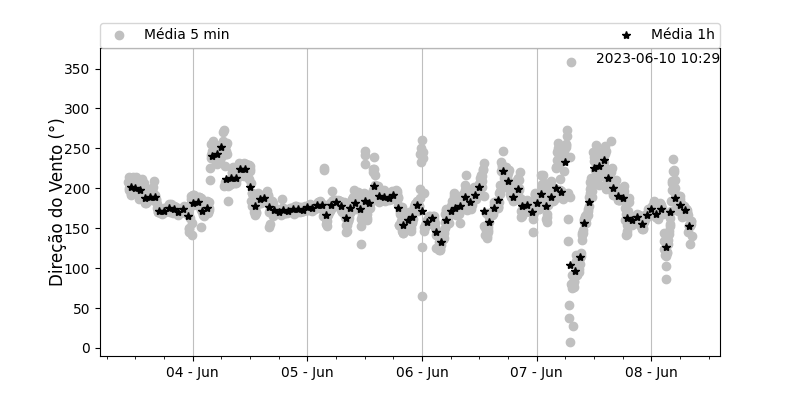 Média 5 min
Média 1h
2023-06-10 10:29
Direção do Vento (°)
350
300
250
200
150
100
50
0
04 - Jun
05 - Jun
06 - Jun
07 - Jun
08 - Jun